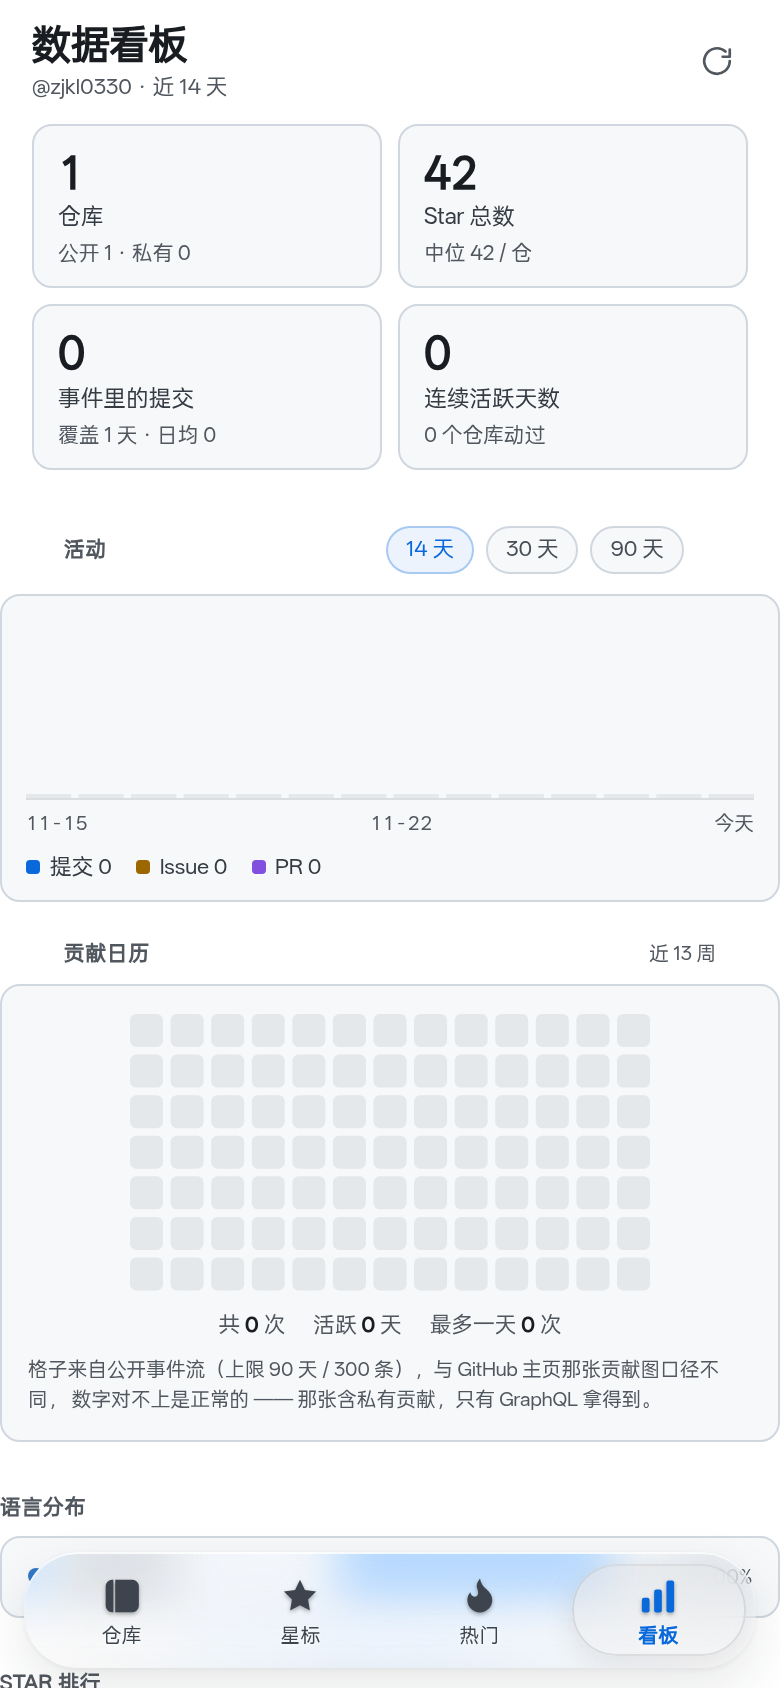 数据看板
@zjkl0330 · 近 14 天
1
仓库
公开 1 · 私有 0
42
Star 总数
中位 42 / 仓
0
事件里的提交
覆盖 1 天 · 日均 0
0
连续活跃天数
0 个仓库动过
活动
14 天
30 天
90 天
11-15
11-22
今天
提交 0
Issue 0
PR 0
贡献日历
近 13 周
共 0 次
活跃 0 天
最多一天 0 次
格子来自公开事件流（上限 90 天 / 300 条），与 GitHub 主页那张贡献图口径不
同， 数字对不上是正常的 —— 那张含私有贡献，只有 GraphQL 拿得到。
语言分布
仓库
星标
热门
看板
STAR 排行